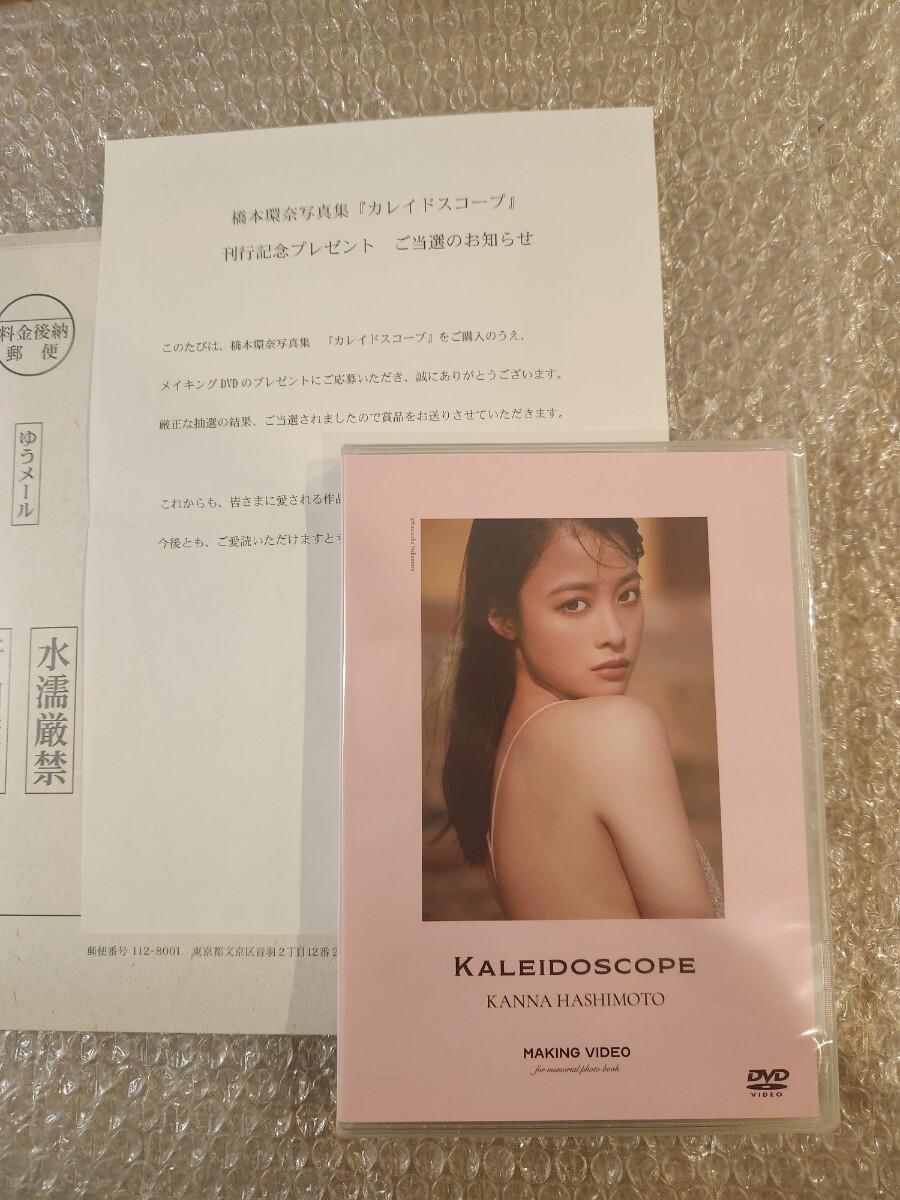 橋本環奈写真集『カレイドスコープ』
刊行記念プレゼント　ご当選のお知らせ
このたびは、橋本環奈写真集　『カレイドスコープ』をご購入のうえ、
メイキング DVD のプレゼントにご応募いただき、誠にありがとうございます。
厳正な抽選の結果、ご当選されましたので賞品をお送りさせていただきます。
これからも、皆さまに愛される作品
今後とも、ご愛読いただけますと
料金後納
郵　便
ゆうメール
水濡厳禁
郵便番号 112-8001　東京都文京区音羽２丁目12番
KALEIDOSCOPE
KANNA HASHIMOTO
MAKING VIDEO
for memorial photo book
DVD
VIDEO